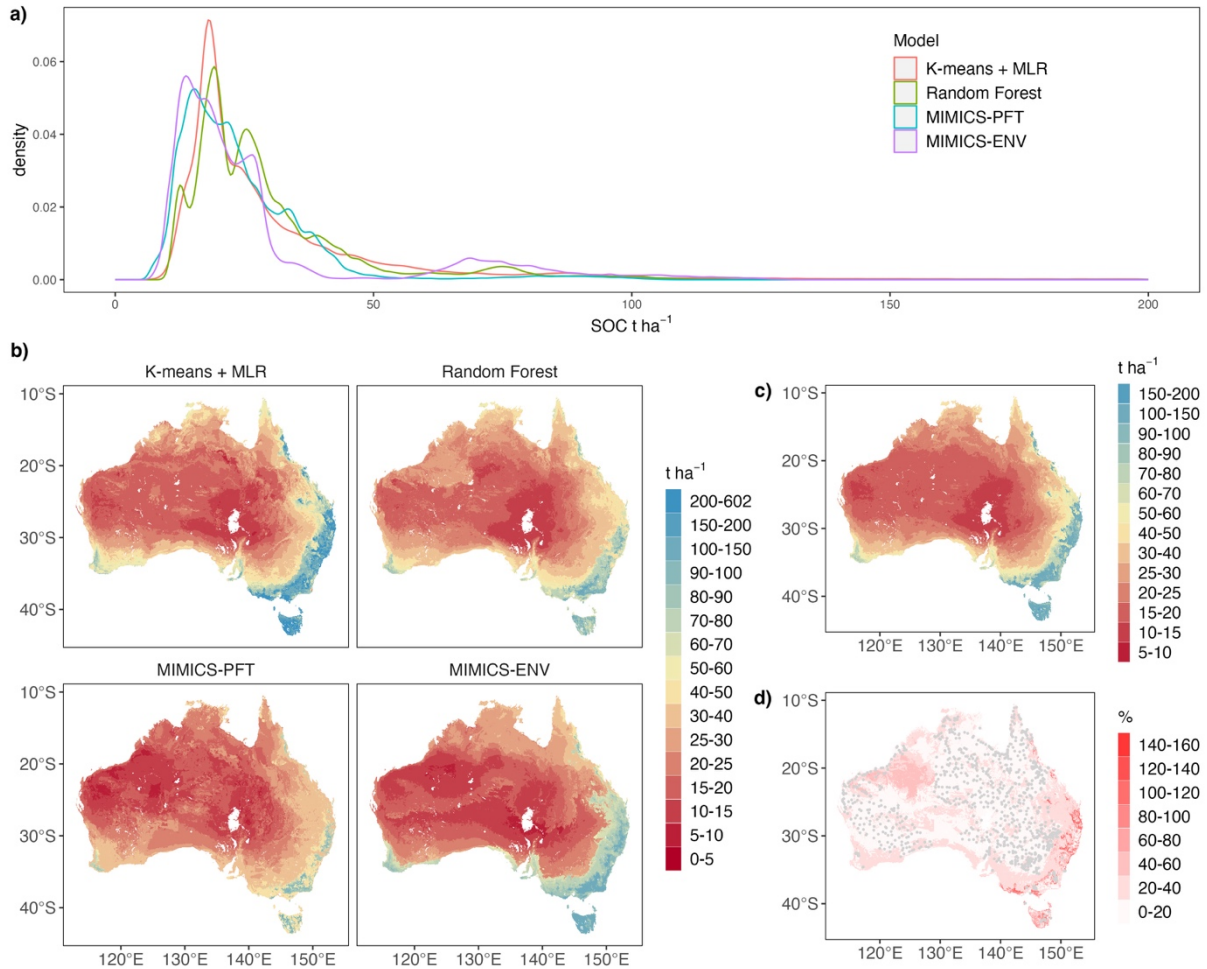 a)
density
0.06
0.04
0.02
0.00
0
50
100
150
200
SOC t ha⁻¹
Model
K-means + MLR
Random Forest
MIMICS-PFT
MIMICS-ENV
b)
K-means + MLR
Random Forest
10°S
20°S
30°S
40°S
MIMICS-PFT
MIMICS-ENV
10°S
20°S
30°S
40°S
120°E
130°E
140°E
150°E
120°E
130°E
140°E
150°E
t ha⁻¹
200-602
150-200
100-150
90-100
80-90
70-80
60-70
50-60
40-50
30-40
25-30
20-25
15-20
10-15
5-10
0-5
c)
10°S
20°S
30°S
40°S
120°E
130°E
140°E
150°E
t ha⁻¹
150-200
100-150
90-100
80-90
70-80
60-70
50-60
40-50
30-40
25-30
20-25
15-20
10-15
5-10
d)
10°S
20°S
30°S
40°S
120°E
130°E
140°E
150°E
%
140-160
120-140
100-120
80-100
60-80
40-60
20-40
0-20